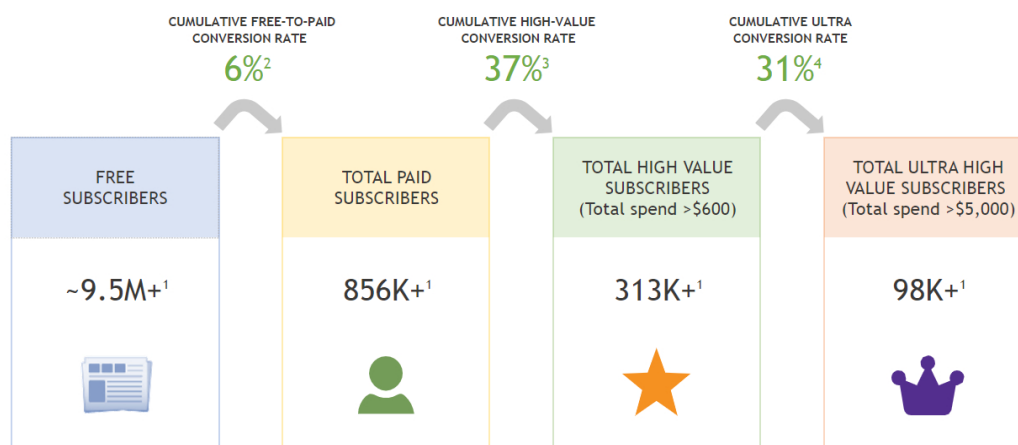 CUMULATIVE FREE-TO-PAID
CONVERSION RATE
6%²
CUMULATIVE HIGH-VALUE
CONVERSION RATE
37%³
CUMULATIVE ULTRA
CONVERSION RATE
31%⁴
FREE
SUBSCRIBERS
~9.5M+¹
TOTAL PAID
SUBSCRIBERS
856K+¹
TOTAL HIGH VALUE
SUBSCRIBERS
(Total spend >$600)
313K+¹
TOTAL ULTRA HIGH
VALUE SUBSCRIBERS
(Total spend >$5,000)
98K+¹